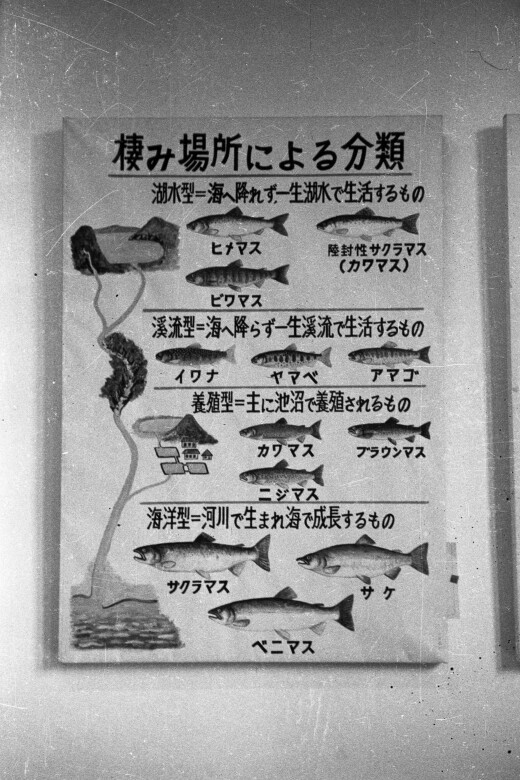 棲み場所による分類
湖水型=海へ降れず一生湖水で生活するもの
ヒメマス
陸封性サクラマス
(カワマス)
ビワマス
渓流型=海へ降らず一生渓流で生活するもの
イワナ
ヤマベ
アマゴ
養殖型=主に池沼で養殖されるもの
カワマス
ブラウンマス
ニジマス
海洋型=河川で生まれ海で成長するもの
サクラマス
サケ
ベニマス